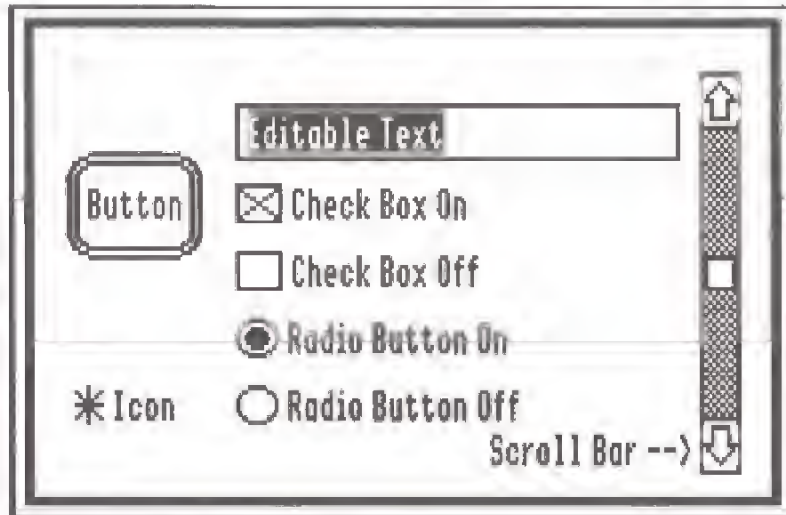 Editable Text
Button
Check Box On
Check Box Off
Radio Button On
* Icon
Radio Button Off
Scroll Bar -->